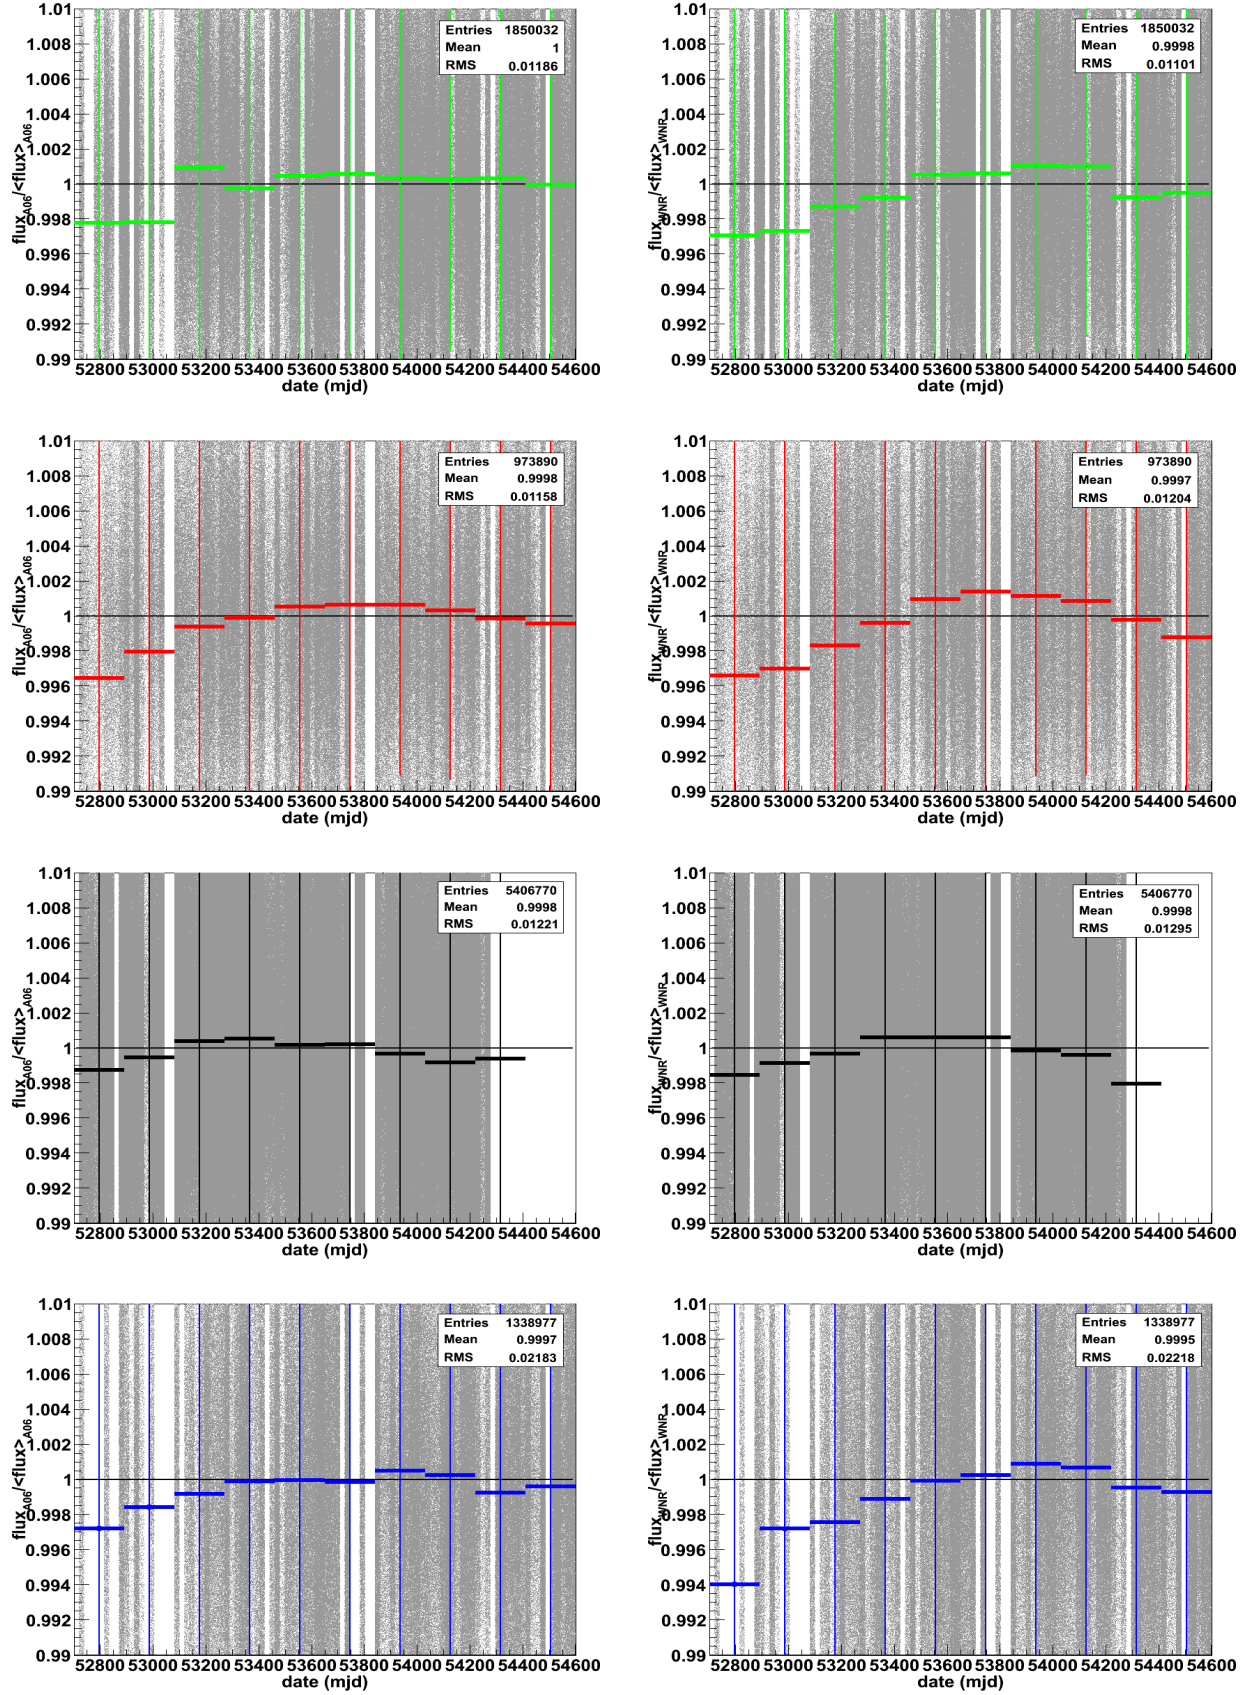 1.01
1.008
1.006
1.004
1.002
1
0.998
0.996
0.994
0.992
0.99
flux_A06/<flux>_A06
Entries 1850032
Mean 1
RMS 0.01186
52800 53000 53200 53400 53600 53800 54000 54200 54400 54600
date (mjd)
1.01
1.008
1.006
1.004
1.002
1
0.998
0.996
0.994
0.992
0.99
flux_WNR/<flux>_WNR
Entries 1850032
Mean 0.9998
RMS 0.01101
52800 53000 53200 53400 53600 53800 54000 54200 54400 54600
date (mjd)
1.01
1.008
1.006
1.004
1.002
1
0.998
0.996
0.994
0.992
0.99
flux_A06/<flux>_A06
Entries 973890
Mean 0.9998
RMS 0.01158
52800 53000 53200 53400 53600 53800 54000 54200 54400 54600
date (mjd)
1.01
1.008
1.006
1.004
1.002
1
0.998
0.996
0.994
0.992
0.99
flux_WNR/<flux>_WNR
Entries 973890
Mean 0.9997
RMS 0.01204
52800 53000 53200 53400 53600 53800 54000 54200 54400 54600
date (mjd)
1.01
1.008
1.006
1.004
1.002
1
0.998
0.996
0.994
0.992
0.99
flux_A06/<flux>_A06
Entries 5406770
Mean 0.9998
RMS 0.01221
52800 53000 53200 53400 53600 53800 54000 54200 54400 54600
date (mjd)
1.01
1.008
1.006
1.004
1.002
1
0.998
0.996
0.994
0.992
0.99
flux_WNR/<flux>_WNR
Entries 5406770
Mean 0.9998
RMS 0.01295
52800 53000 53200 53400 53600 53800 54000 54200 54400 54600
date (mjd)
1.01
1.008
1.006
1.004
1.002
1
0.998
0.996
0.994
0.992
0.99
flux_A06/<flux>_A06
Entries 1338977
Mean 0.9997
RMS 0.02183
52800 53000 53200 53400 53600 53800 54000 54200 54400 54600
date (mjd)
1.01
1.008
1.006
1.004
1.002
1
0.998
0.996
0.994
0.992
0.99
flux_WNR/<flux>_WNR
Entries 1338977
Mean 0.9995
RMS 0.02218
52800 53000 53200 53400 53600 53800 54000 54200 54400 54600
date (mjd)